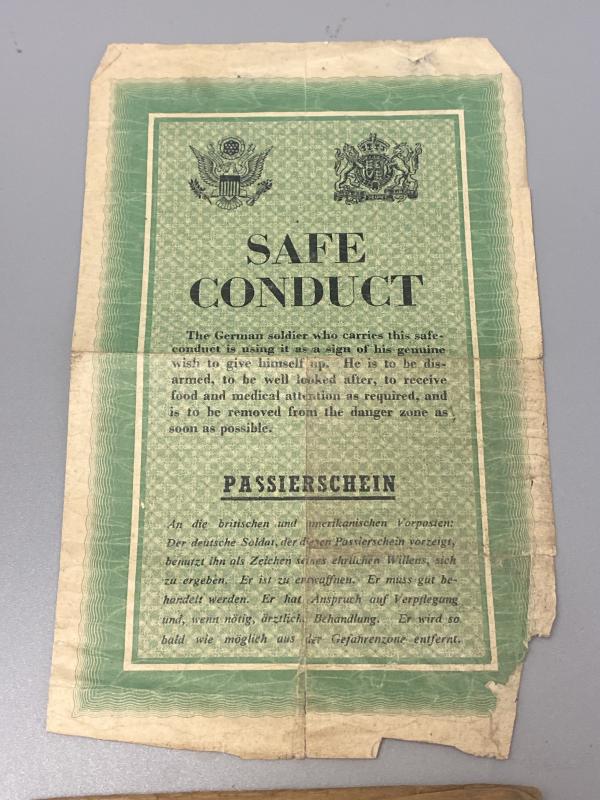 SAFE
CONDUCT
The German soldier who carries this safe-
conduct is using it as a sign of his genuine
wish to give himself up. He is to be dis-
armed, to be well looked after, to receive
food and medical attention as required, and
is to be removed from the danger zone as
soon as possible.
PASSIERSCHEIN
An die britischen und amerikanischen Vorposten:
Der deutsche Soldat, der diesen Passierschein vorzeigt,
benutzt ihn als Zeichen seines ehrlichen Willens, sich
zu ergeben. Er ist zu entwaffnen. Er muss gut be-
handelt werden. Er hat Anspruch auf Verpflegung
und, wenn nötig, ärztliche Behandlung. Er wird so
bald wie möglich aus der Gefahrenzone entfernt.